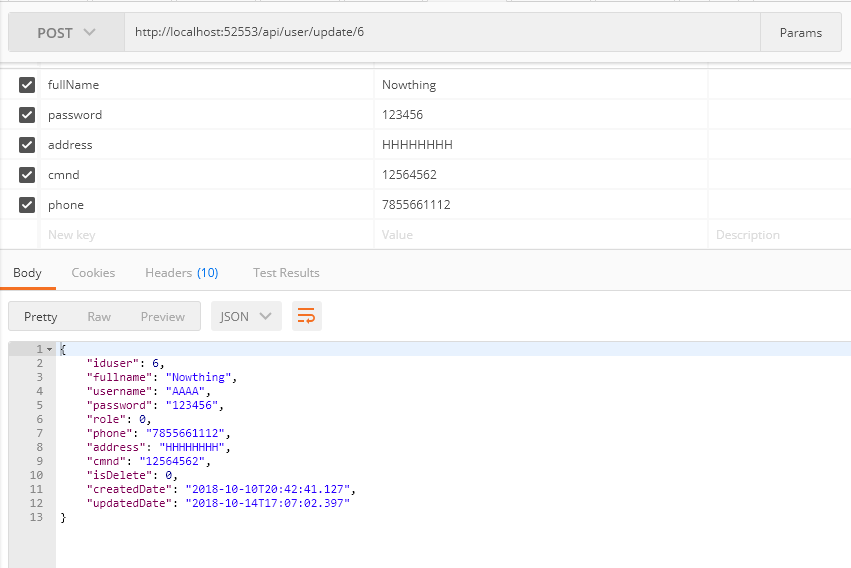 POST http://localhost:52553/api/user/update/6 Params
fullName Nowthing
password 123456
address HHHHHHHH
cmnd 12564562
phone 7855661112
New key Value Description
Body Cookies Headers (10) Test Results
Pretty Raw Preview JSON
1 {
2 "iduser": 6,
3 "fullname": "Nowthing",
4 "username": "AAAA",
5 "password": "123456",
6 "role": 0,
7 "phone": "7855661112",
8 "address": "HHHHHHHH",
9 "cmnd": "12564562",
10 "isDelete": 0,
11 "createdDate": "2018-10-10T20:42:41.127",
12 "updatedDate": "2018-10-14T17:07:02.397"
13 }